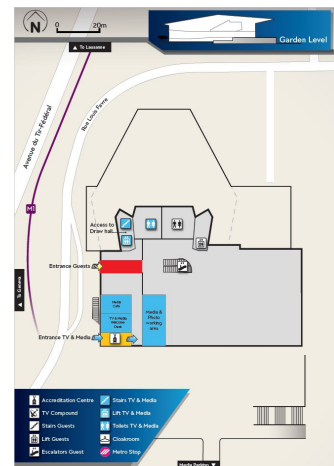 N
0 20m
Garden Level
▲ To Lausanne
Avenue du Tir-Fédéral
Rue Louis Favre
M1
Access to
Draw hall
Entrance Guests
Media
Cafe
TV & Media
Welcome
Desk
Media &
Photo
working
area
Entrance TV & Media
▲ To Geneva
Accreditation Centre
TV Compound
Stairs Guests
Lift Guests
Escalators Guest
Stairs TV & Media
Lift TV & Media
Toilets TV & Media
Cloakroom
Metro Stop
Media Parking ▼